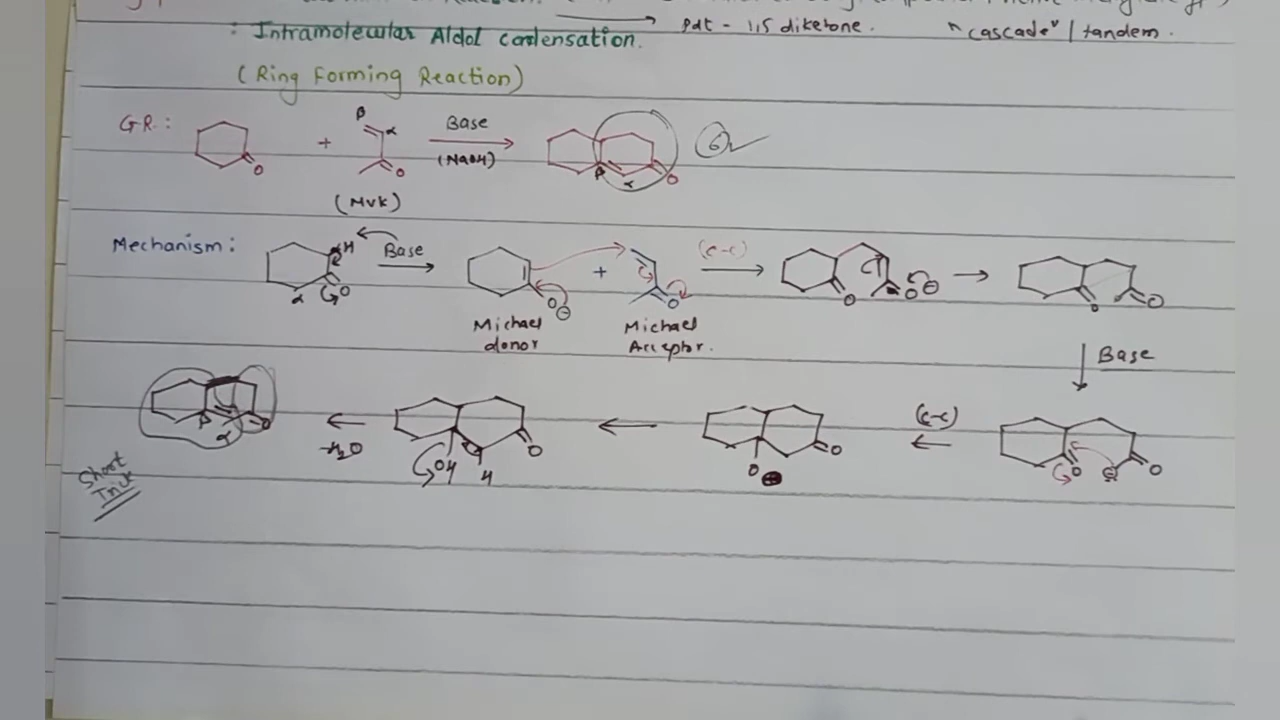 → Pdt - 1,5 diketone. "cascade" / tandem.
: Intramolecular Aldol condensation.
(Ring Forming Reaction)
G.R.: + β α O Base (NaOH) O β α 6
(MVK)
Mechanism: H α O Base O⊖ + O (C-C) O O⊖ O O
Michael donor Michael Acceptor.
Base
β α O -H2O OH H O O O (C-C) O ⊖ O
Short Trick